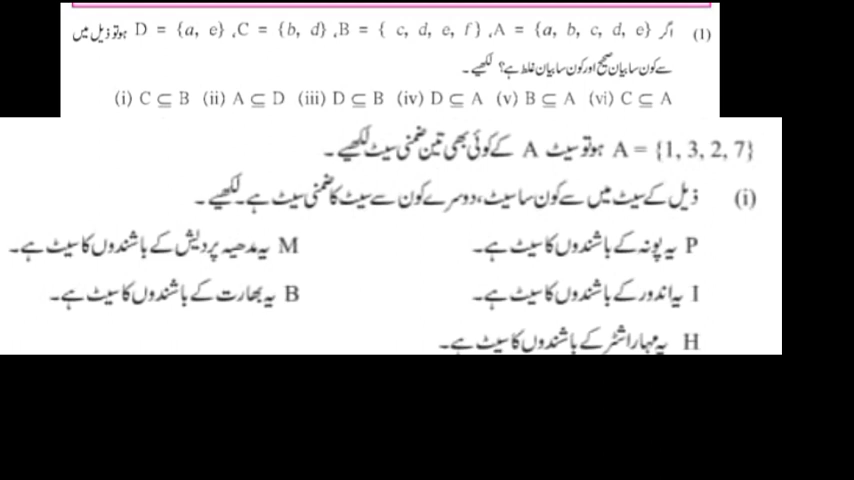 (1) اگر A = {a, b, c, d, e} ,B = { c, d, e, f} ,C = {b, d} ,D = {a, e} ہوتو ذیل میں
سے کون سا بیان صحیح اور کون سا بیان غلط ہے؟ لکھیے۔
(i) C ⊆ B (ii) A ⊆ D (iii) D ⊆ B (iv) D ⊆ A (v) B ⊆ A (vi) C ⊆ A
A = {1, 3, 2, 7} ہوتو سیٹ A کے کوئی بھی تین ضمنی سیٹ لکھیے۔
(i) ذیل کے سیٹ میں سے کون سا سیٹ، دوسرے کون سے سیٹ کا ضمنی سیٹ ہے۔ لکھیے۔
P یہ پونہ کے باشندوں کا سیٹ ہے۔ M یہ مدھیہ پردیش کے باشندوں کا سیٹ ہے۔
I یہ اندور کے باشندوں کا سیٹ ہے۔ B یہ بھارت کے باشندوں کا سیٹ ہے۔
H یہ مہاراشٹر کے باشندوں کا سیٹ ہے۔